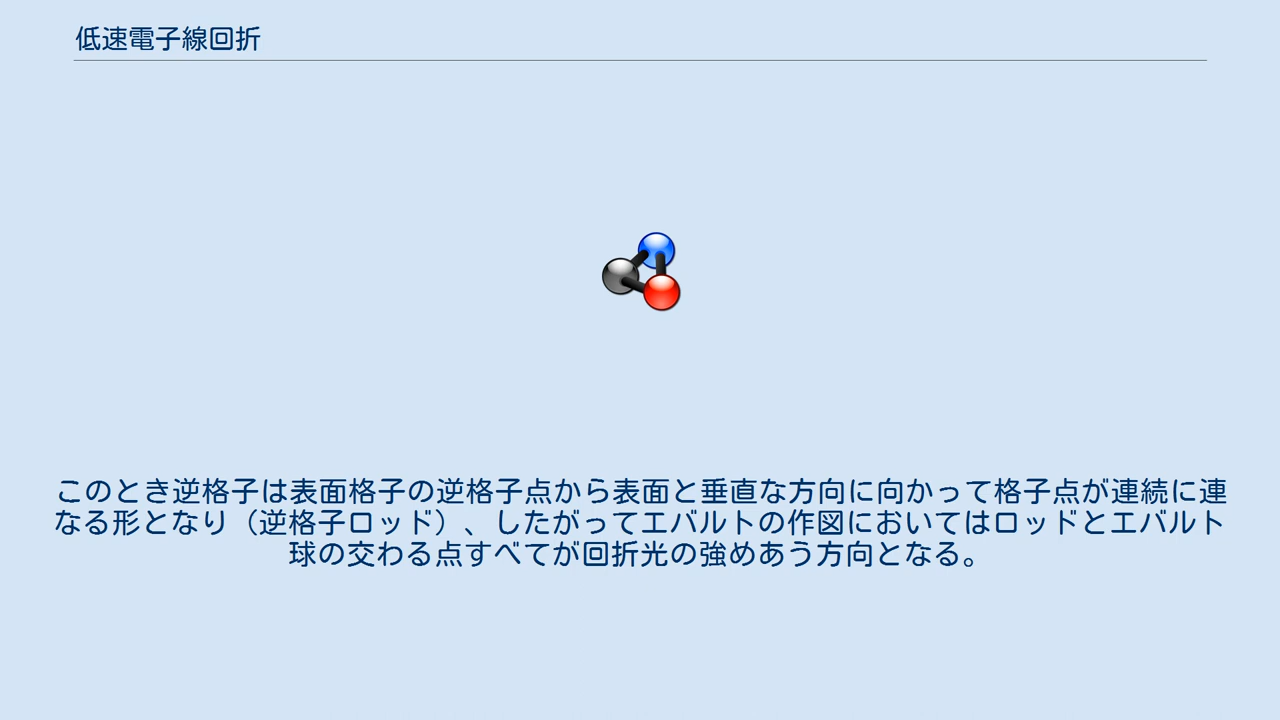 低速電子線回折
このとき逆格子は表面格子の逆格子点から表面と垂直な方向に向かって格子点が連続に連
なる形となり（逆格子ロッド）、したがってエバルトの作図においてはロッドとエバルト
球の交わる点すべてが回折光の強めあう方向となる。